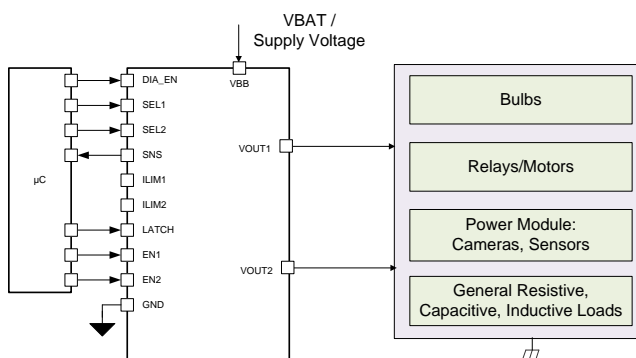 VBAT /
Supply Voltage
VBB
µC
DIA_EN
SEL1
SEL2
SNS
ILIM1
ILIM2
LATCH
EN1
EN2
GND
VOUT1
VOUT2
Bulbs
Relays/Motors
Power Module:
Cameras, Sensors
General Resistive,
Capacitive, Inductive Loads